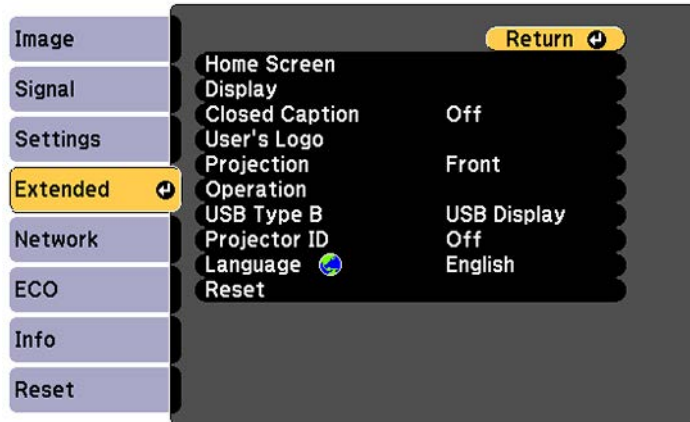 Image
Signal
Settings
Extended
Network
ECO
Info
Reset
Return
Home Screen
Display
Closed Caption Off
User's Logo
Projection Front
Operation
USB Type B USB Display
Projector ID Off
Language English
Reset